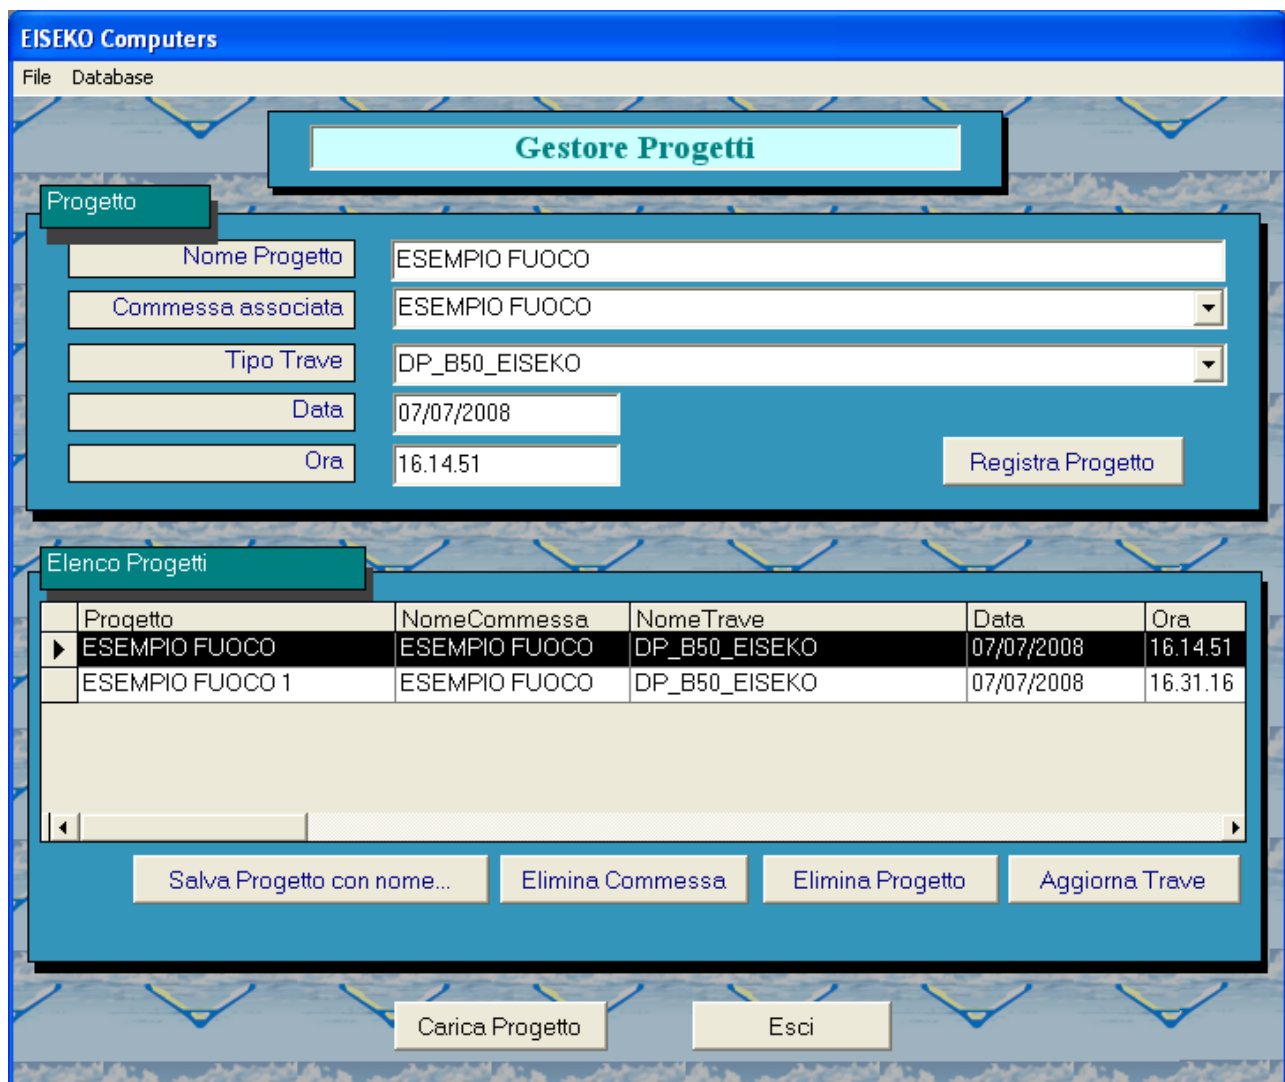 EISEKO Computers
File Database
Gestore Progetti
Progetto
Nome Progetto ESEMPIO FUOCO
Commessa associata ESEMPIO FUOCO
Tipo Trave DP_B50_EISEKO
Data 07/07/2008
Ora 16.14.51 Registra Progetto
Elenco Progetti
Progetto NomeCommessa NomeTrave Data Ora
ESEMPIO FUOCO ESEMPIO FUOCO DP_B50_EISEKO 07/07/2008 16.14.51
ESEMPIO FUOCO 1 ESEMPIO FUOCO DP_B50_EISEKO 07/07/2008 16.31.16
Salva Progetto con nome... Elimina Commessa Elimina Progetto Aggiorna Trave
Carica Progetto Esci